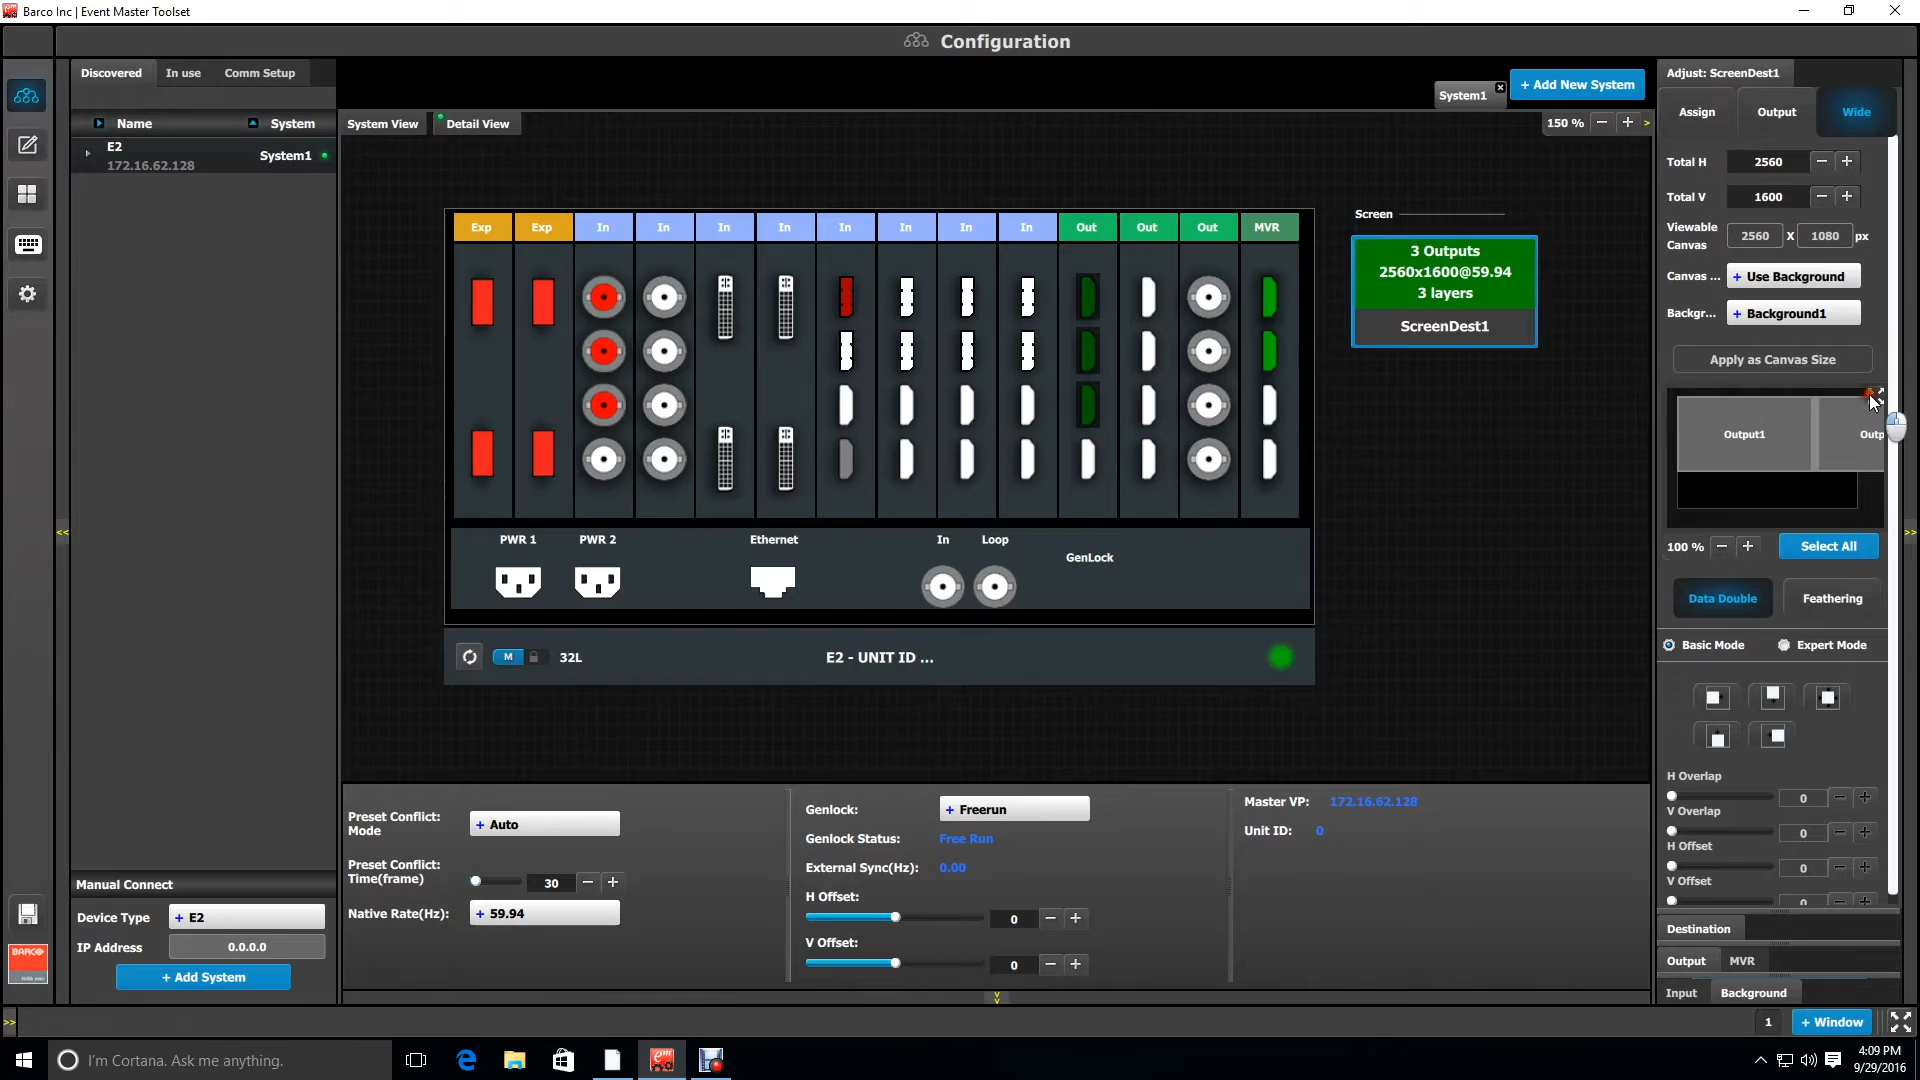 Barco Inc | Event Master Toolset
Configuration
Discovered
In use
Comm Setup
Name
System
E2
172.16.62.128
System1
System View
Detail View
System1
+ Add New System
150 %
Exp
Exp
In
In
In
In
In
In
In
In
Out
Out
Out
MVR
PWR 1
PWR 2
Ethernet
In
Loop
GenLock
M
32L
E2 - UNIT ID ...
Screen
3 Outputs
2560x1600@59.94
3 layers
ScreenDest1
Preset Conflict:
Mode
+ Auto
Preset Conflict:
Time(frame)
30
Native Rate(Hz):
+ 59.94
Genlock:
+ Freerun
Genlock Status:
Free Run
External Sync(Hz):
0.00
H Offset:
0
V Offset:
0
Master VP:
172.16.62.128
Unit ID:
0
Manual Connect
Device Type
+ E2
IP Address
0.0.0.0
+ Add System
BARCO
Adjust: ScreenDest1
Assign
Output
Wide
Total H
2560
Total V
1600
Viewable
Canvas
2560 X 1080 px
Canvas ...
+ Use Background
Backgr...
+ Background1
Apply as Canvas Size
Output1
Outp
100 %
Select All
Data Double
Feathering
Basic Mode
Expert Mode
H Overlap
0
V Overlap
0
H Offset
0
V Offset
0
Destination
Output
MVR
Input
Background
1
+ Window
I'm Cortana. Ask me anything.
4:09 PM
9/29/2016